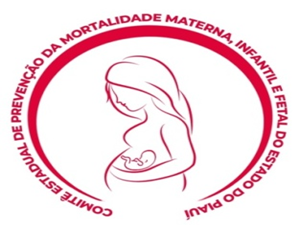 COMITÊ ESTADUAL DE PREVENÇÃO DA MORTALIDADE MATERNA, INFANTIL E FETAL DO ESTADO DO PIAUÍ